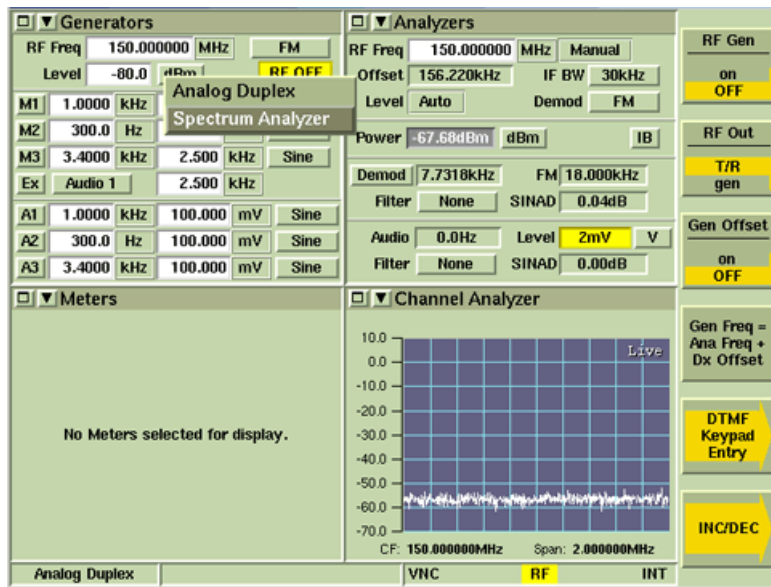 Generators
RF Freq 150.000000 MHz FM
Level -80.0 dBm RF OFF
Analog Duplex
Spectrum Analyzer
M1 1.0000 kHz
M2 300.0 Hz
M3 3.4000 kHz 2.500 kHz Sine
Ex Audio 1 2.500 kHz
A1 1.0000 kHz 100.000 mV Sine
A2 300.0 Hz 100.000 mV Sine
A3 3.4000 kHz 100.000 mV Sine
Analyzers
RF Freq 150.000000 MHz Manual
Offset 156.220kHz IF BW 30kHz
Level Auto Demod FM
Power -67.68dBm dBm IB
Demod 7.7318kHz FM 18.000kHz
Filter None SINAD 0.04dB
Audio 0.0Hz Level 2mV V
Filter None SINAD 0.00dB
Meters
No Meters selected for display.
Channel Analyzer
Live
10.0
0.0
-10.0
-20.0
-30.0
-40.0
-50.0
-60.0
-70.0
CF: 150.000000MHz Span: 2.000000MHz
RF Gen
on
OFF
RF Out
T/R
gen
Gen Offset
on
OFF
Gen Freq =
Ana Freq +
Dx Offset
DTMF
Keypad
Entry
INC/DEC
Analog Duplex VNC RF INT